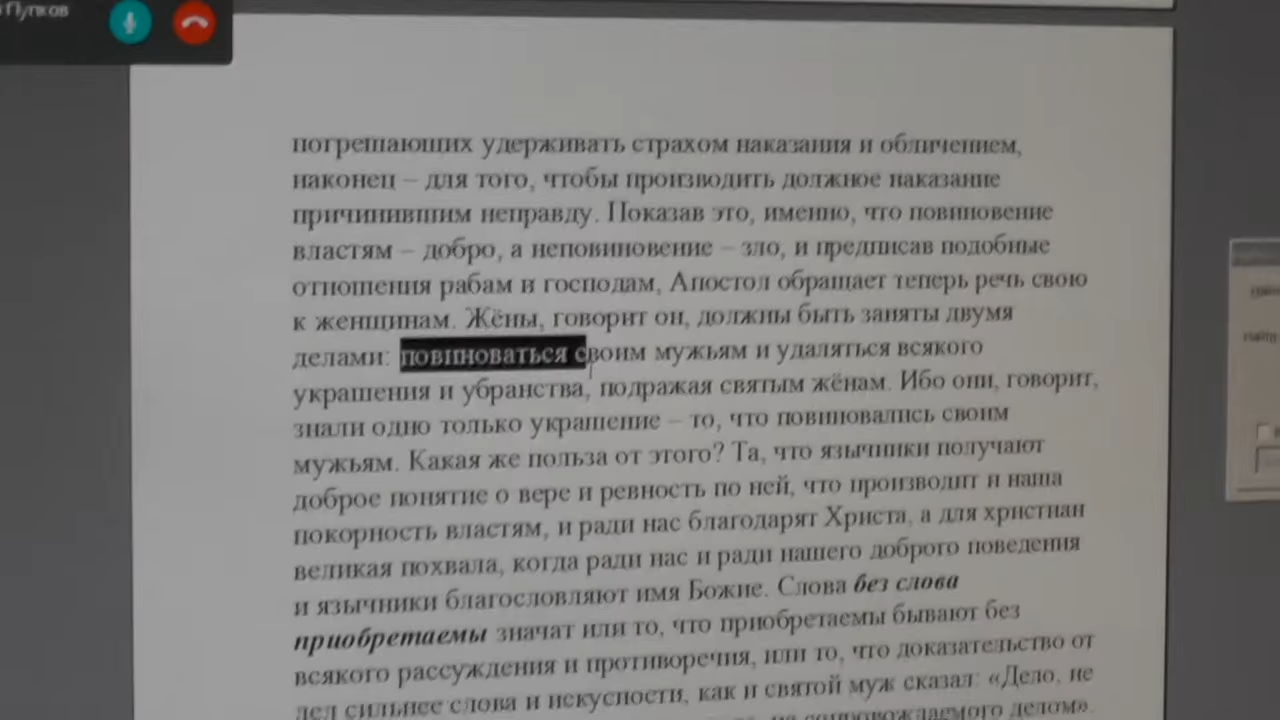 Пупков
погрешающих удерживать страхом наказания и обличением,
наконец – для того, чтобы производить должное наказание
причинившим неправду. Показав это, именно, что повиновение
властям – добро, а неповиновение – зло, и предписав подобные
отношения рабам и господам, Апостол обращает теперь речь свою
к женщинам. Жёны, говорит он, должны быть заняты двумя
делами: повиноваться своим мужьям и удаляться всякого
украшения и убранства, подражая святым жёнам. Ибо они, говорит,
знали одно только украшение – то, что повиновались своим
мужьям. Какая же польза от этого? Та, что язычники получают
доброе понятие о вере и ревность по ней, что производит и наша
покорность властям, и ради нас благодарят Христа, а для христиан
великая похвала, когда ради нас и ради нашего доброго поведения
и язычники благословляют имя Божие. Слова без слова
приобретаемы значат или то, что приобретаемы бывают без
всякого рассуждения и противоречия, или то, что доказательство от
дел сильнее слова и искусности, как и святой муж сказал: «Дело, не
сопровождаемого делом».